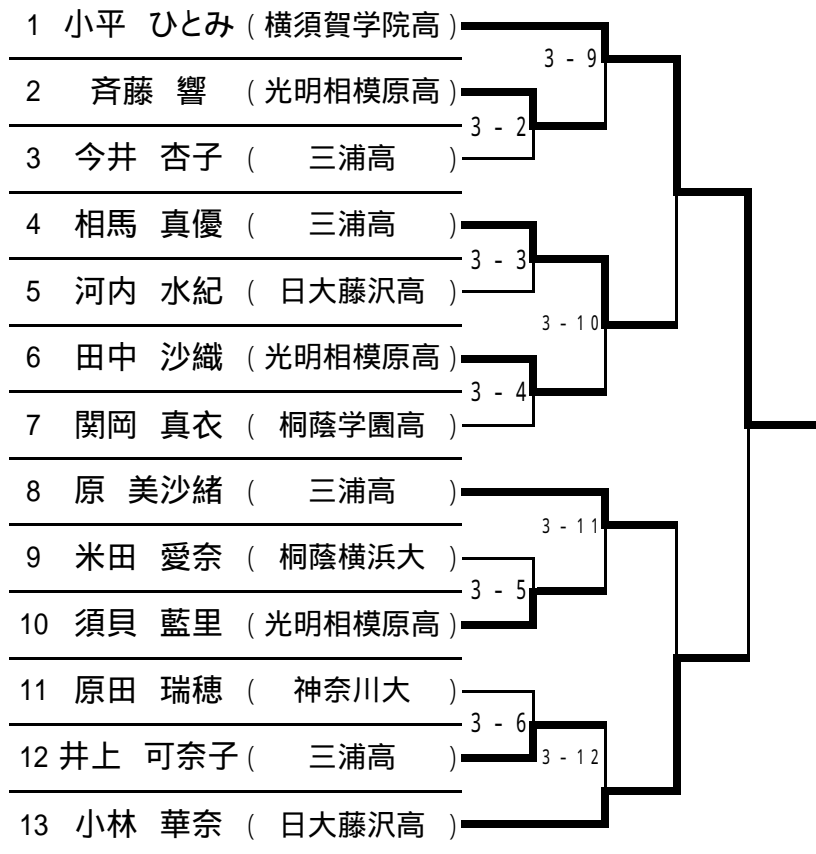 1 小平 ひとみ ( 横須賀学院高 )
3 - 9
2 斉藤 響 ( 光明相模原高 )
3 - 2
3 今井 杏子 ( 三浦高 )
4 相馬 真優 ( 三浦高 )
3 - 3
5 河内 水紀 ( 日大藤沢高 )
3 - 10
6 田中 沙織 ( 光明相模原高 )
3 - 4
7 関岡 真衣 ( 桐蔭学園高 )
8 原 美沙緒 ( 三浦高 )
3 - 11
9 米田 愛奈 ( 桐蔭横浜大 )
3 - 5
10 須貝 藍里 ( 光明相模原高 )
11 原田 瑞穂 ( 神奈川大 )
3 - 6
12 井上 可奈子 ( 三浦高 )
3 - 12
13 小林 華奈 ( 日大藤沢高 )